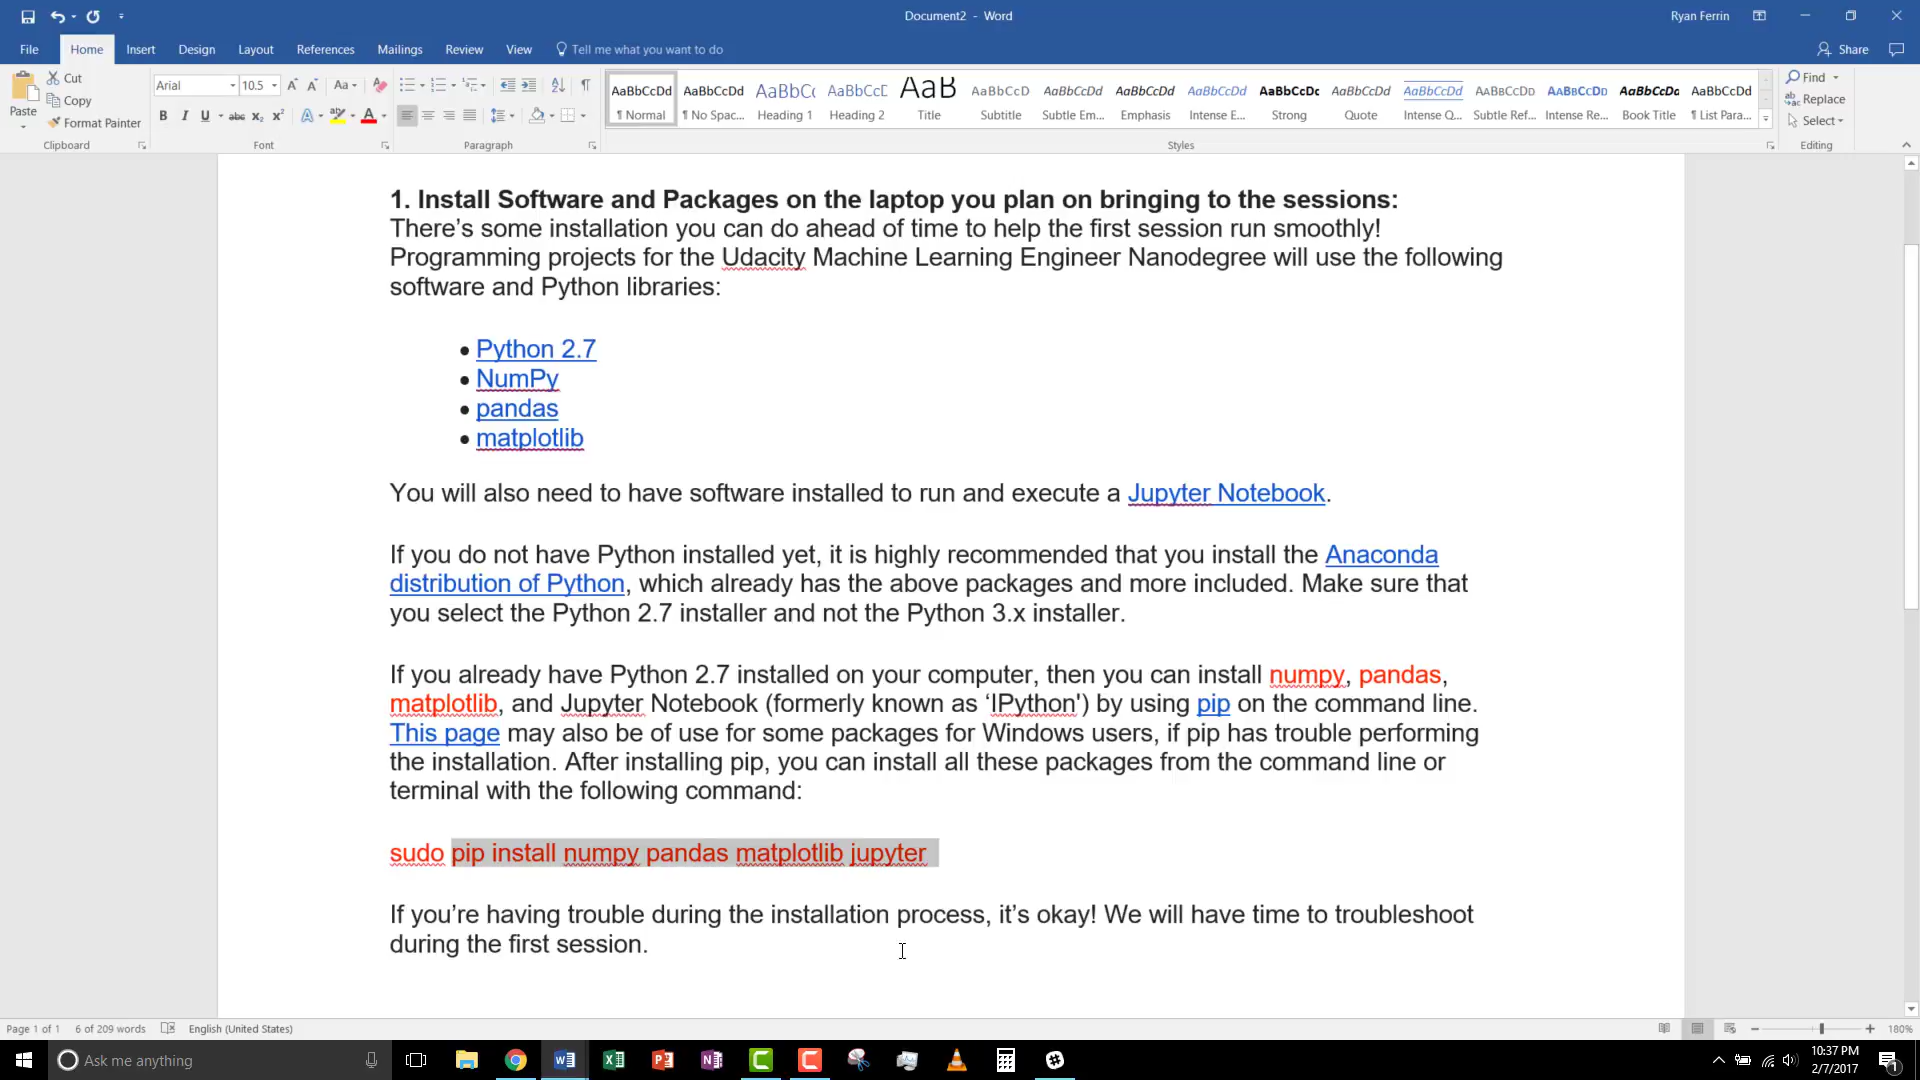 Document2 - Word
Ryan Ferrin
File Home Insert Design Layout References Mailings Review View Tell me what you want to do Share
Paste Cut Copy Format Painter Clipboard
Arial 10.5 Font
Paragraph
AaBbCcDd AaBbCcDd AaBbCc AaBbCcD AaB AaBbCcD AaBbCcDd AaBbCcDd AaBbCcDd AaBbCcDc AaBbCcDd AaBbCcDd AaBbCcDd AaBbCcDd AaBbCcDd AaBbCcDd
¶ Normal ¶ No Spac... Heading 1 Heading 2 Title Subtitle Subtle Em... Emphasis Intense E... Strong Quote Intense Q... Subtle Ref... Intense Re... Book Title ¶ List Para...
Styles
Find Replace Select Editing
1. Install Software and Packages on the laptop you plan on bringing to the sessions:
There’s some installation you can do ahead of time to help the first session run smoothly!
Programming projects for the Udacity Machine Learning Engineer Nanodegree will use the following
software and Python libraries:
• Python 2.7
• NumPy
• pandas
• matplotlib
You will also need to have software installed to run and execute a Jupyter Notebook.
If you do not have Python installed yet, it is highly recommended that you install the Anaconda
distribution of Python, which already has the above packages and more included. Make sure that
you select the Python 2.7 installer and not the Python 3.x installer.
If you already have Python 2.7 installed on your computer, then you can install numpy, pandas,
matplotlib, and Jupyter Notebook (formerly known as ‘IPython') by using pip on the command line.
This page may also be of use for some packages for Windows users, if pip has trouble performing
the installation. After installing pip, you can install all these packages from the command line or
terminal with the following command:
sudo pip install numpy pandas matplotlib jupyter
If you’re having trouble during the installation process, it’s okay! We will have time to troubleshoot
during the first session.
Page 1 of 1 6 of 209 words English (United States) 180%
Ask me anything
10:37 PM
2/7/2017